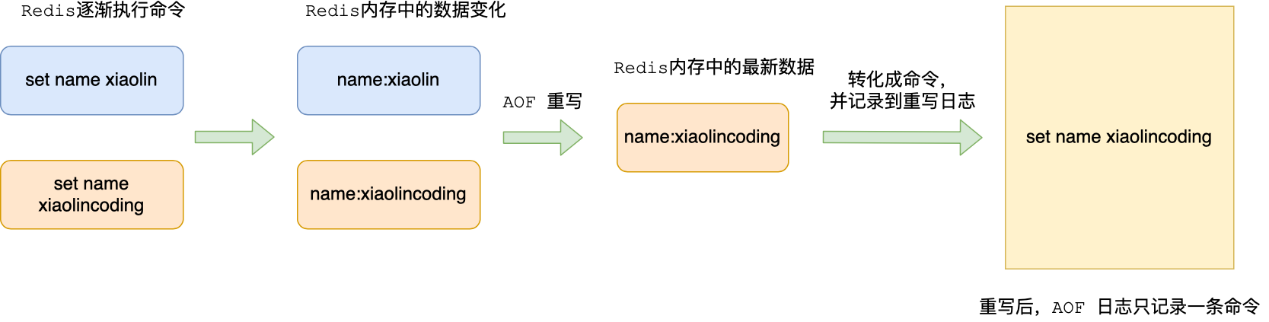 Redis逐渐执行命令
set name xiaolin
set name
xiaolincoding
Redis内存中的数据变化
name:xiaolin
name:xiaolincoding
AOF 重写
Redis内存中的最新数据
name:xiaolincoding
转化成命令，
并记录到重写日志
set name xiaolincoding
重写后，AOF 日志只记录一条命令